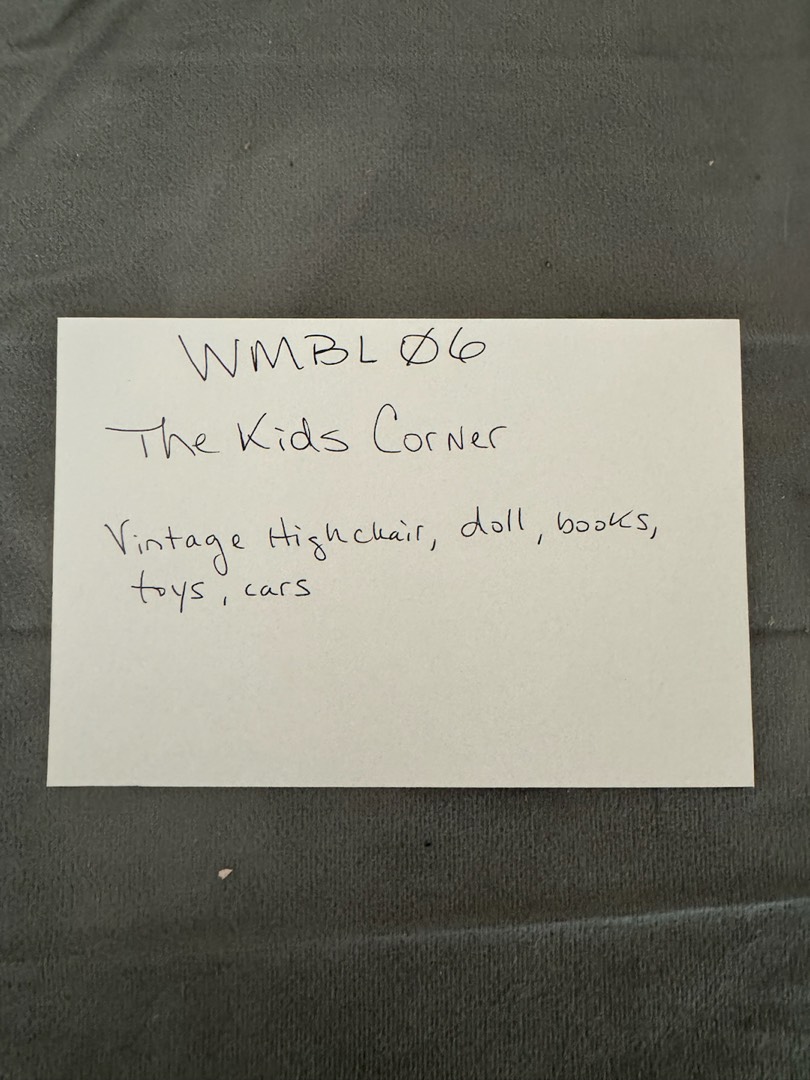 WMBL Ø6
The Kids Corner
Vintage Highchair, doll, books,
toys, cars